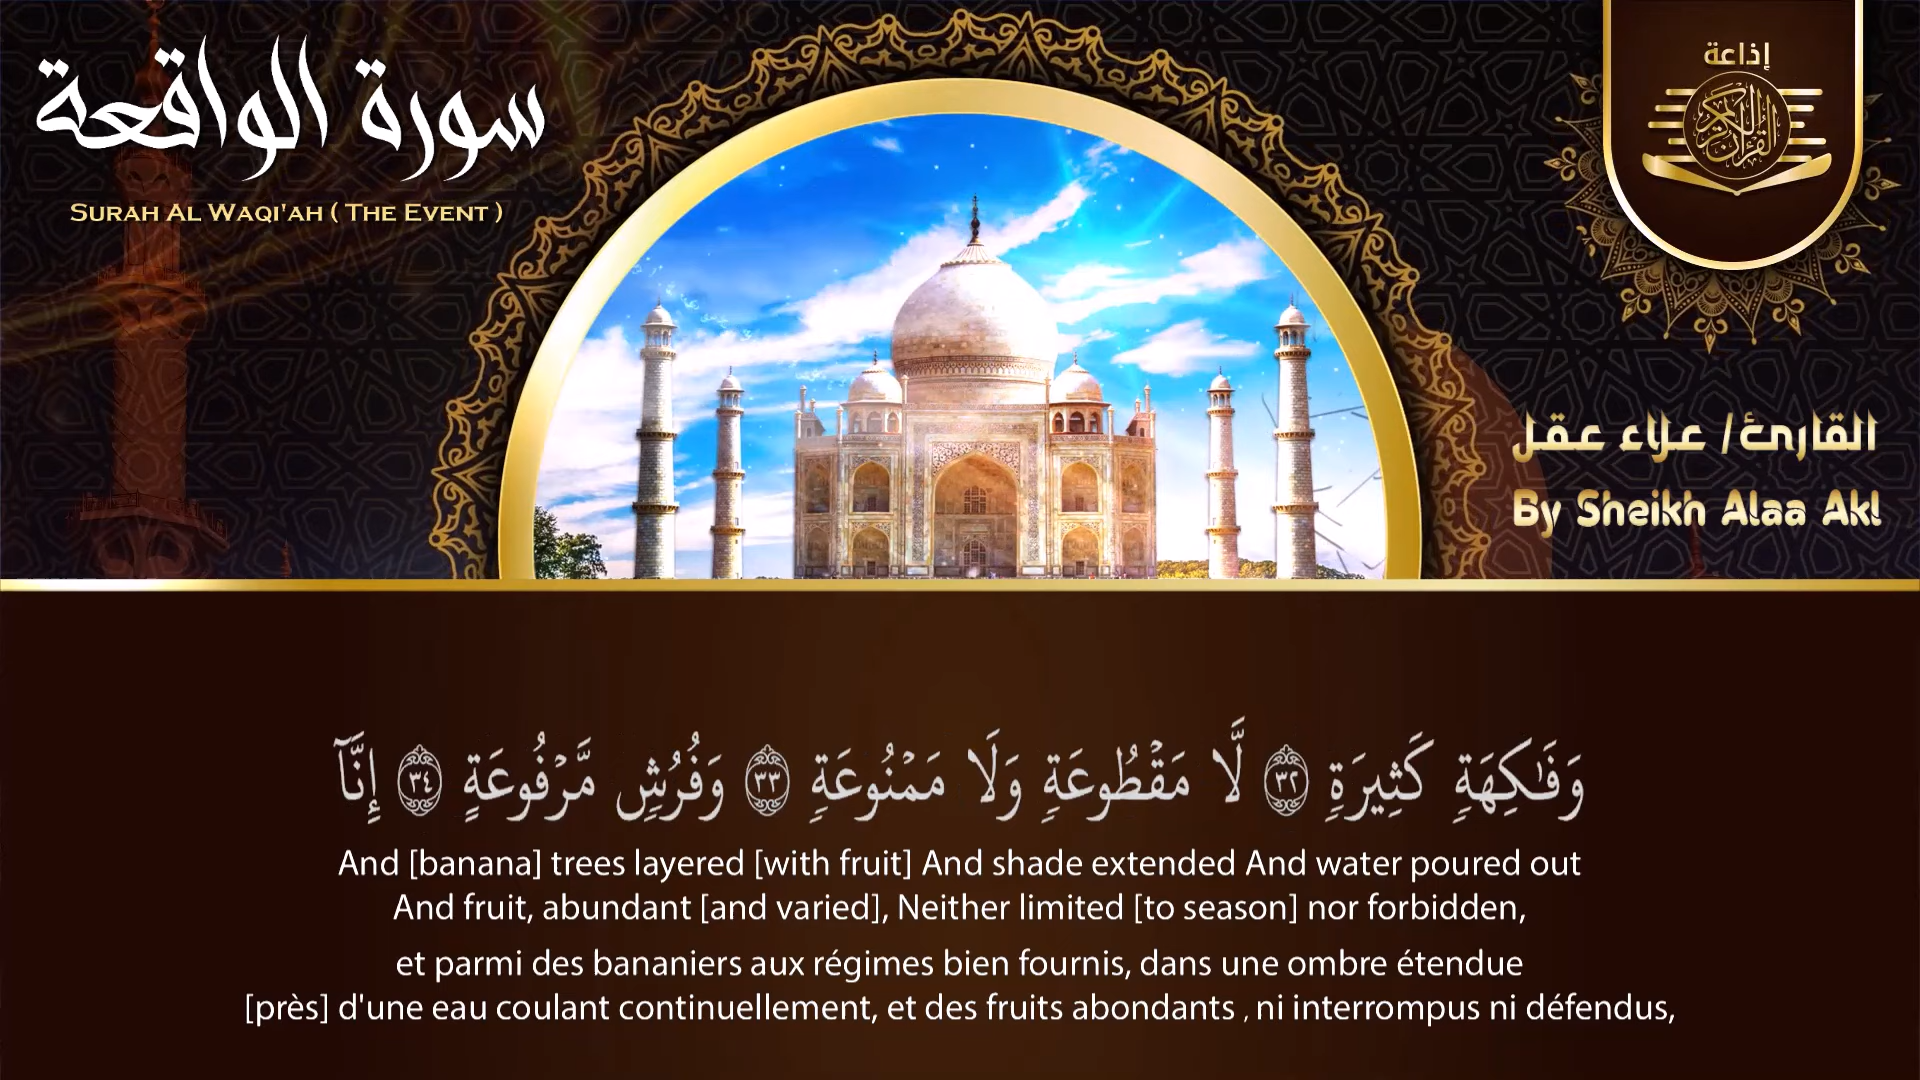 سورة الواقعة
SURAH AL WAQI'AH ( THE EVENT )
إذاعة
القرآن الكريم
القارئ/ علاء عقل
By Sheikh Alaa Akl
وَفَـٰكِهَةٖ كَثِيرَةٖ ٣٢ لَّا مَقۡطُوعَةٖ وَلَا مَمۡنُوعَةٖ ٣٣ وَفُرُشٖ مَّرۡفُوعَةٍ ٣٤ إِنَّآ
And [banana] trees layered [with fruit] And shade extended And water poured out
And fruit, abundant [and varied], Neither limited [to season] nor forbidden,
et parmi des bananiers aux régimes bien fournis, dans une ombre étendue
[près] d'une eau coulant continuellement, et des fruits abondants , ni interrompus ni défendus,